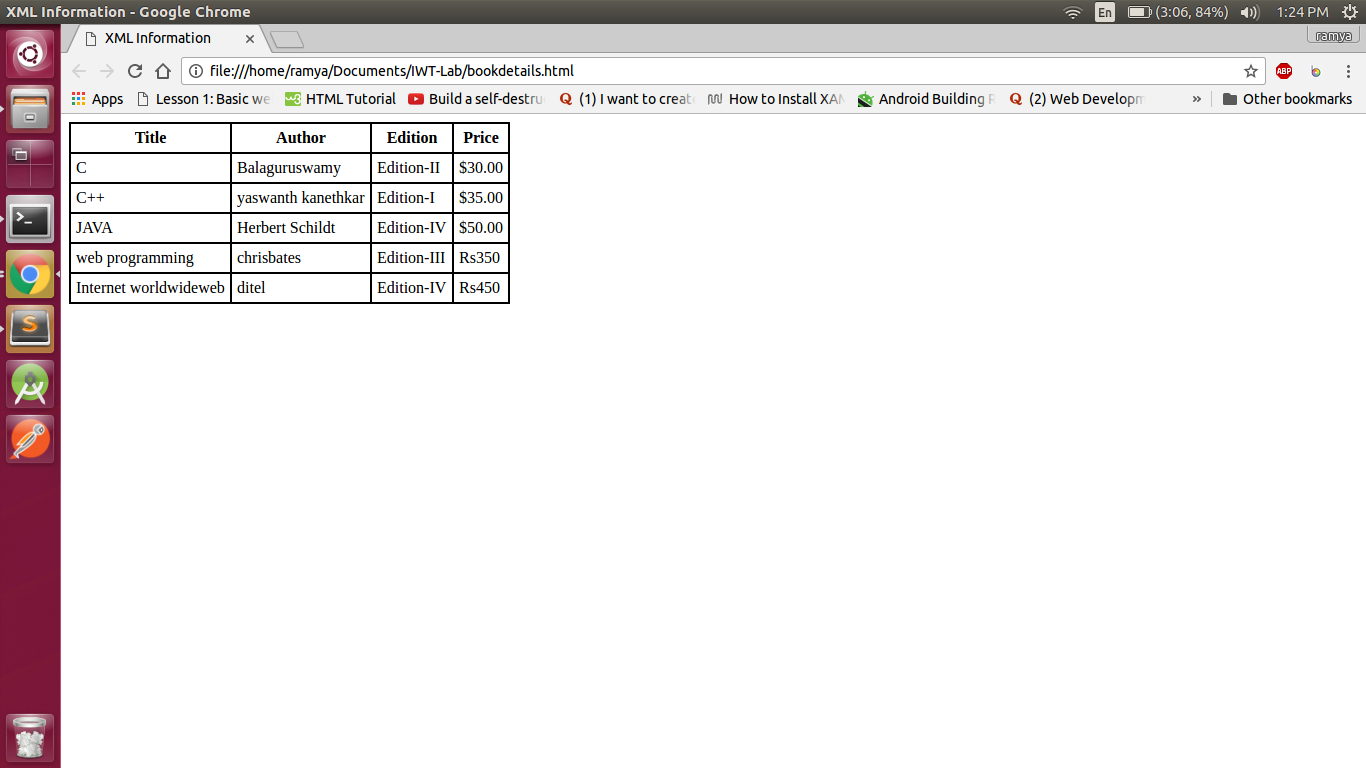 XML Information - Google Chrome
En (3:06, 84%) 1:24 PM
XML Information
ramya
file:///home/ramya/Documents/IWT-Lab/bookdetails.html
ABP
Apps Lesson 1: Basic we HTML Tutorial Build a self-destru (1) I want to create How to Install XAM Android Building R (2) Web Developm » Other bookmarks
Title Author Edition Price
C Balaguruswamy Edition-II $30.00
C++ yaswanth kanethkar Edition-I $35.00
JAVA Herbert Schildt Edition-IV $50.00
web programming chrisbates Edition-III Rs350
Internet worldwideweb ditel Edition-IV Rs450